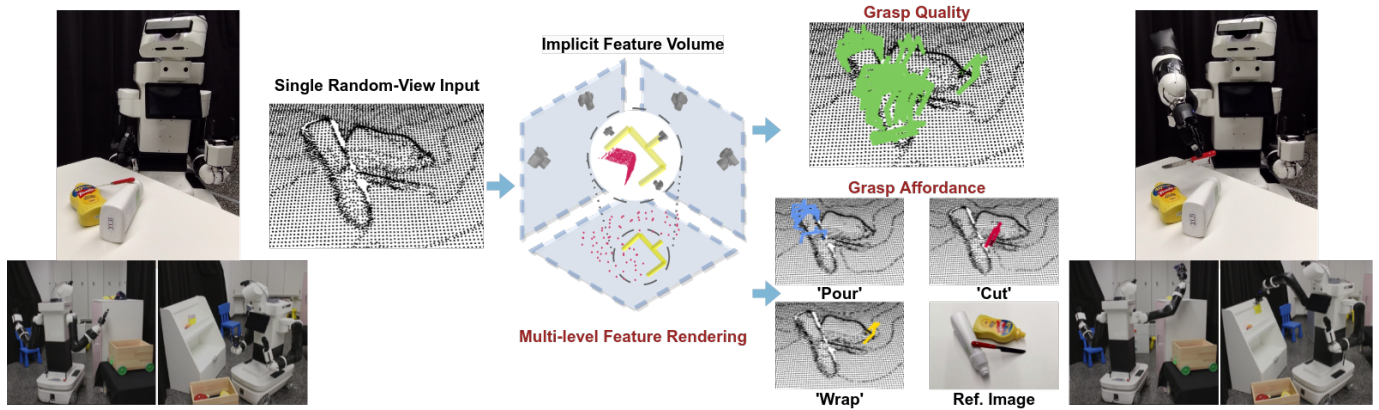 Grasp Quality
Implicit Feature Volume
Single Random-View Input
Grasp Affordance
'Pour'
'Cut'
Multi-level Feature Rendering
'Wrap'
Ref. Image